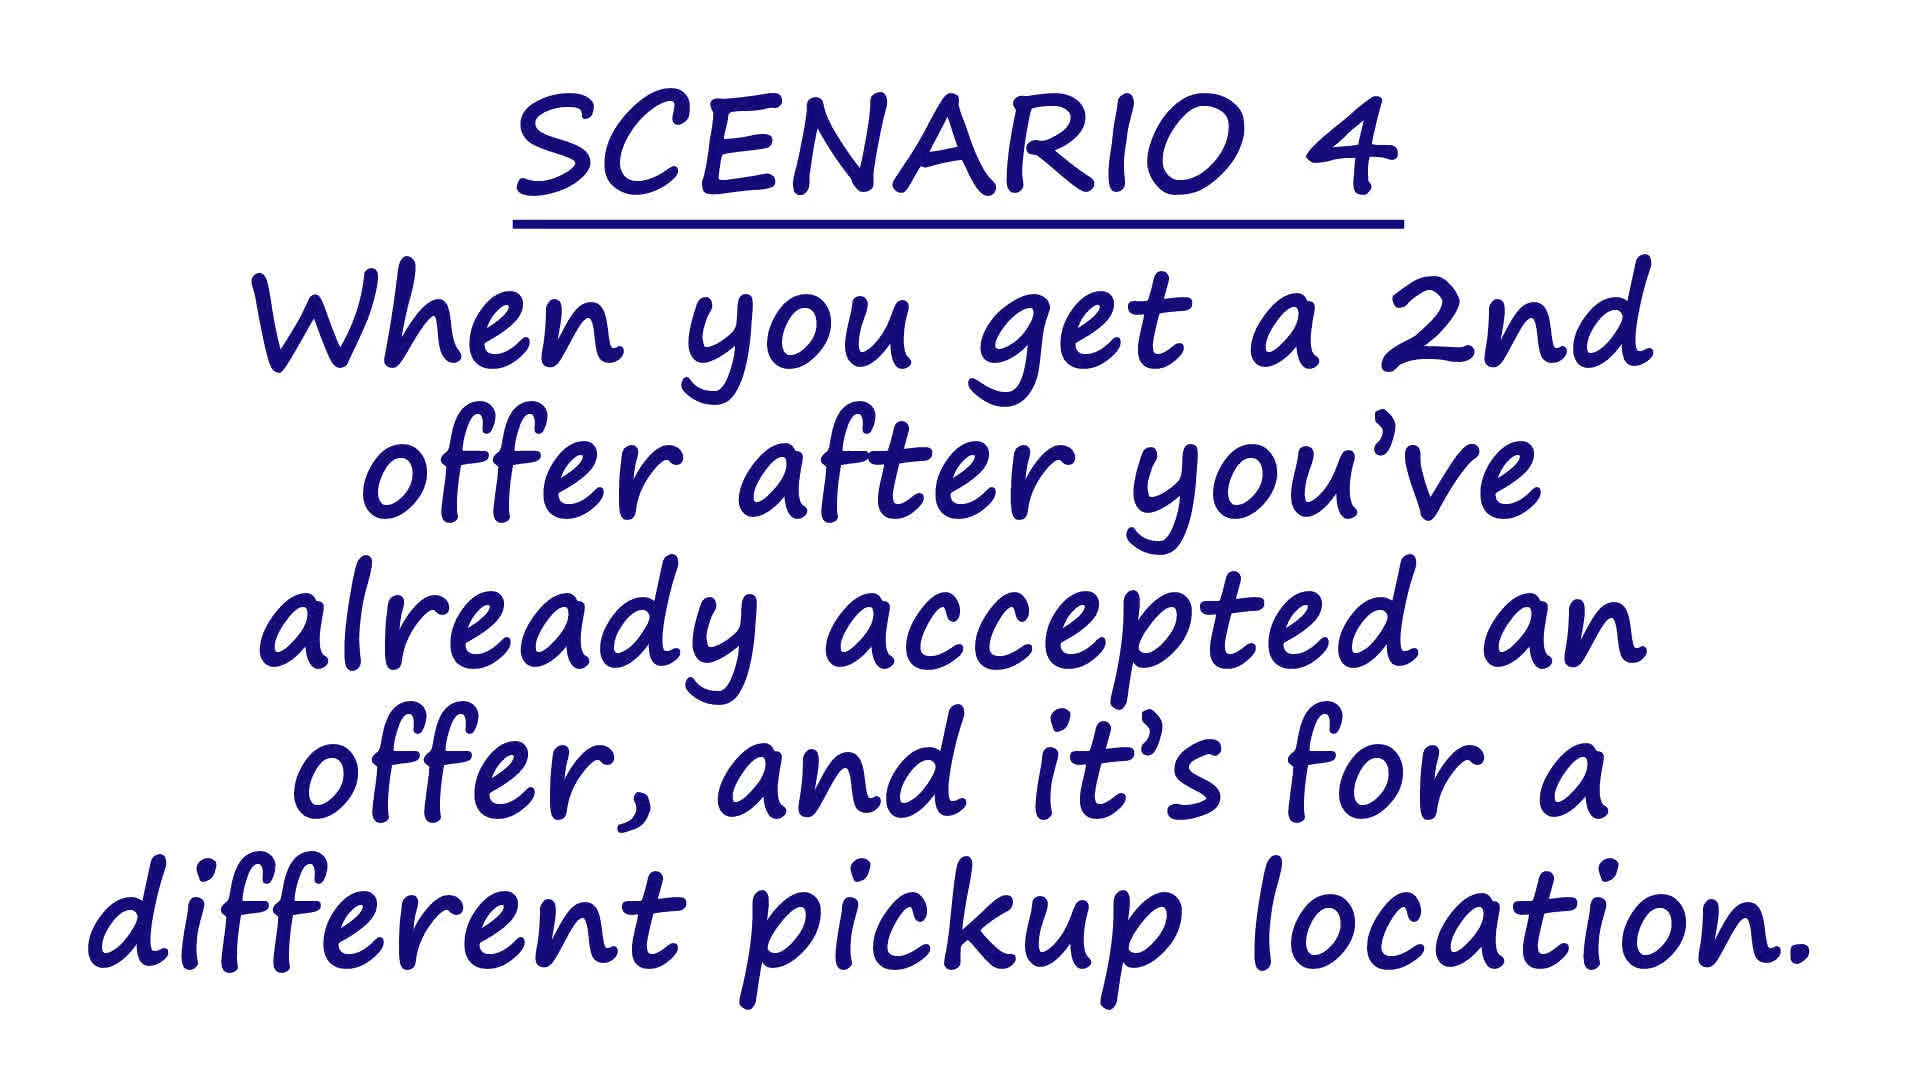 SCENARIO 4
When you get a 2nd
offer after you’ve
already accepted an
offer, and it’s for a
different pickup location.